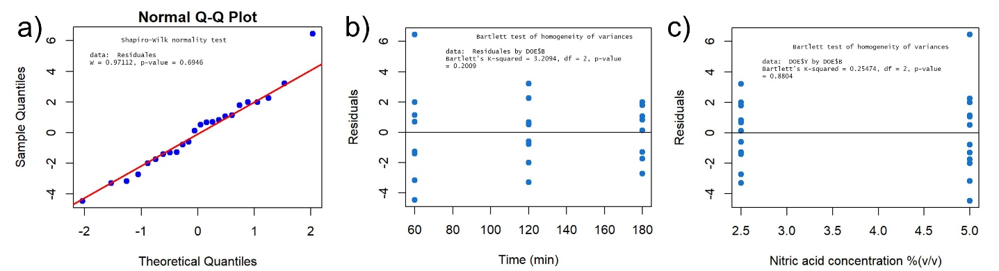 a)
Normal Q-Q Plot
Shapiro-Wilk normality test
data: Residuales
W = 0.97112, p-value = 0.6946
Sample Quantiles
6
4
2
0
-2
-4
-2
-1
0
1
2
Theoretical Quantiles
b)
Bartlett test of homogeneity of variances
data: Residuales by DOE$B
Bartlett's K-squared = 3.2094, df = 2, p-value
= 0.2009
Residuals
6
4
2
0
-2
-4
60
80
100
120
140
160
180
Time (min)
c)
Bartlett test of homogeneity of variances
data: DOE$Y by DOE$B
Bartlett's K-squared = 0.25474, df = 2, p-value
= 0.8804
Residuals
6
4
2
0
-2
-4
2.5
3.0
3.5
4.0
4.5
5.0
Nitric acid concentration %(v/v)